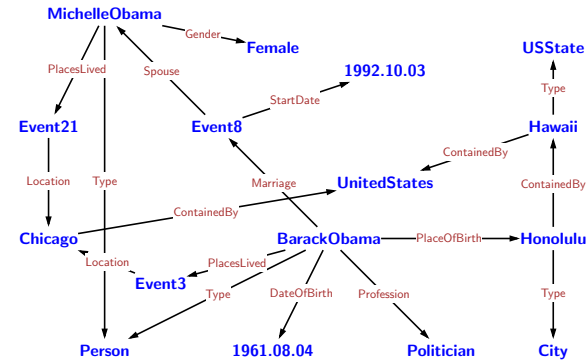 MichelleObama
Gender
Female
USState
PlacesLived
Spouse
1992.10.03
Type
StartDate
Event21
Event8
Hawaii
ContainedBy
Location
Type
Marriage
UnitedStates
ContainedBy
ContainedBy
Chicago
BarackObama
PlaceOfBirth
Honolulu
Location
PlacesLived
Event3
Type
DateOfBirth
Profession
Type
Person
1961.08.04
Politician
City